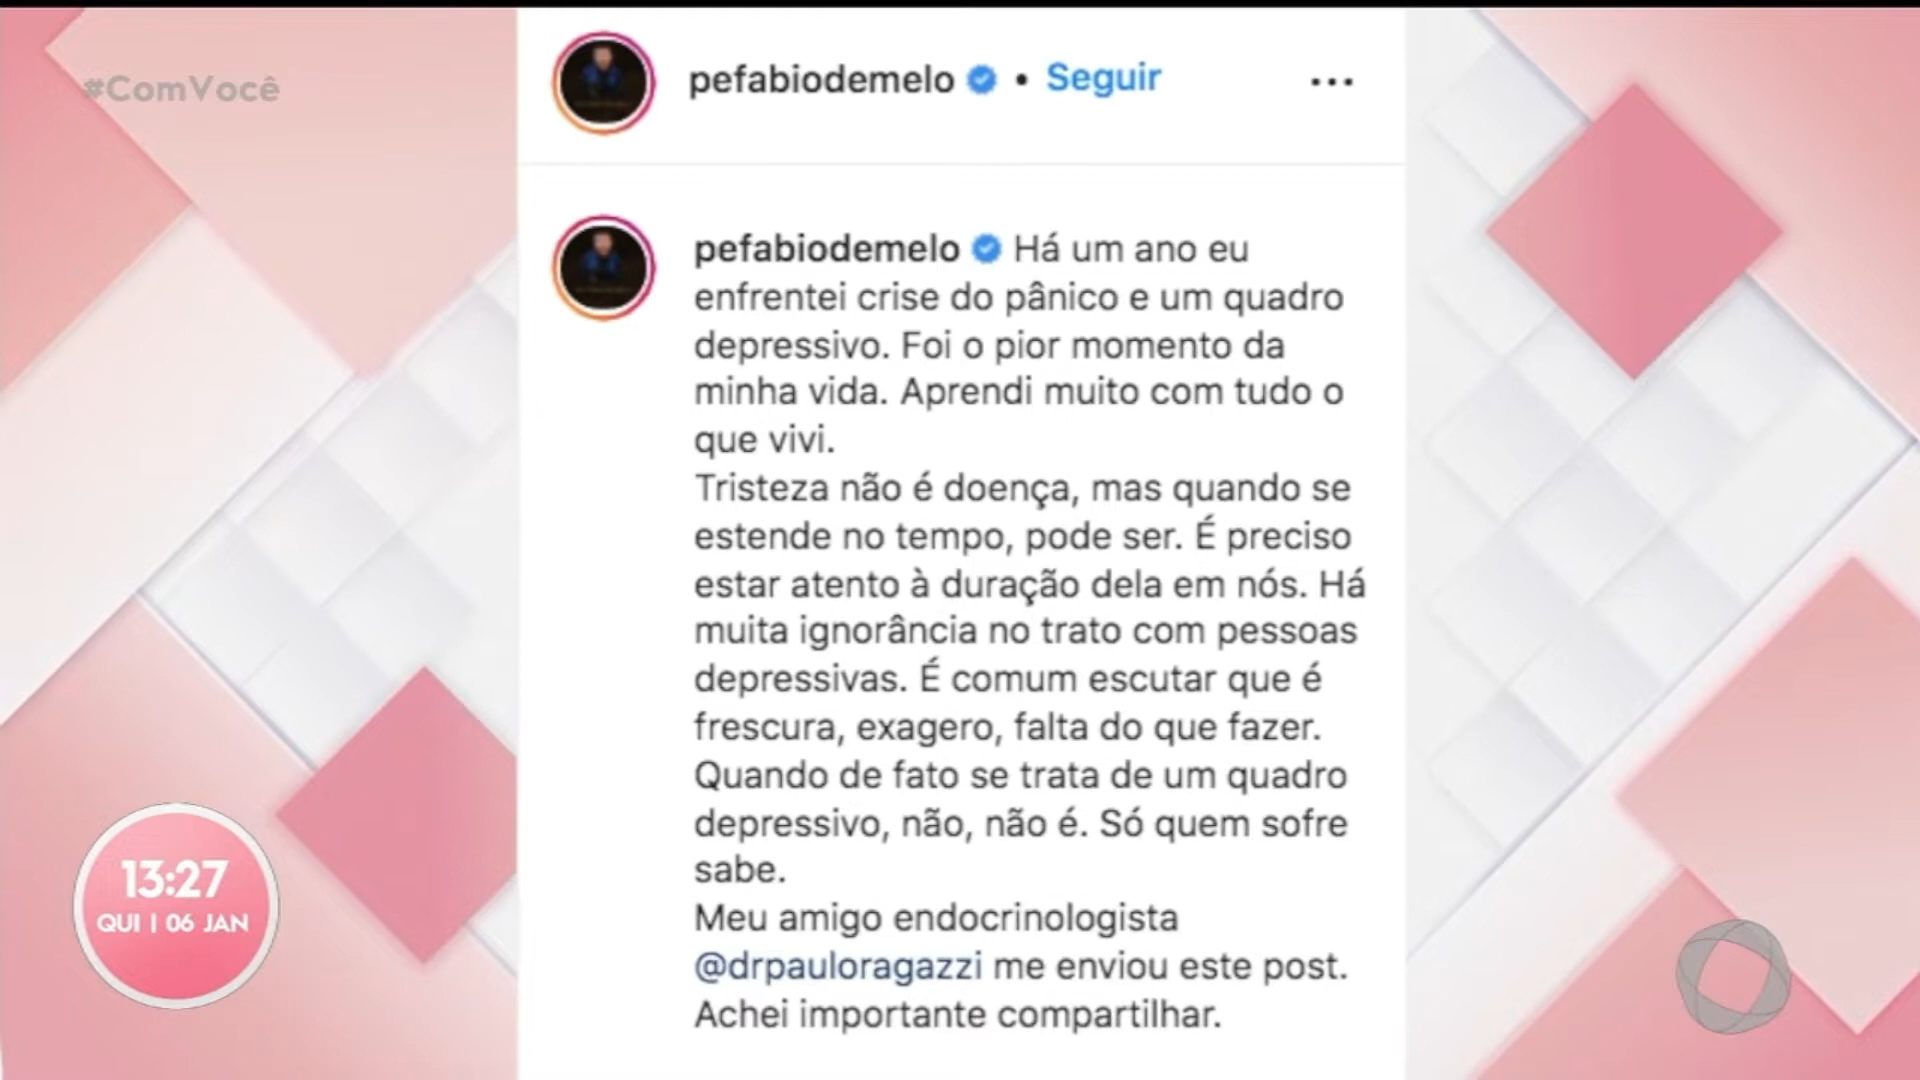 #ComVocê
pefabiodemelo • Seguir ...
pefabiodemelo Há um ano eu
enfrentei crise do pânico e um quadro
depressivo. Foi o pior momento da
minha vida. Aprendi muito com tudo o
que vivi.
Tristeza não é doença, mas quando se
estende no tempo, pode ser. É preciso
estar atento à duração dela em nós. Há
muita ignorância no trato com pessoas
depressivas. É comum escutar que é
frescura, exagero, falta do que fazer.
Quando de fato se trata de um quadro
depressivo, não, não é. Só quem sofre
sabe.
Meu amigo endocrinologista
@drpauloragazzi me enviou este post.
Achei importante compartilhar.
13:27
QUI | 06 JAN